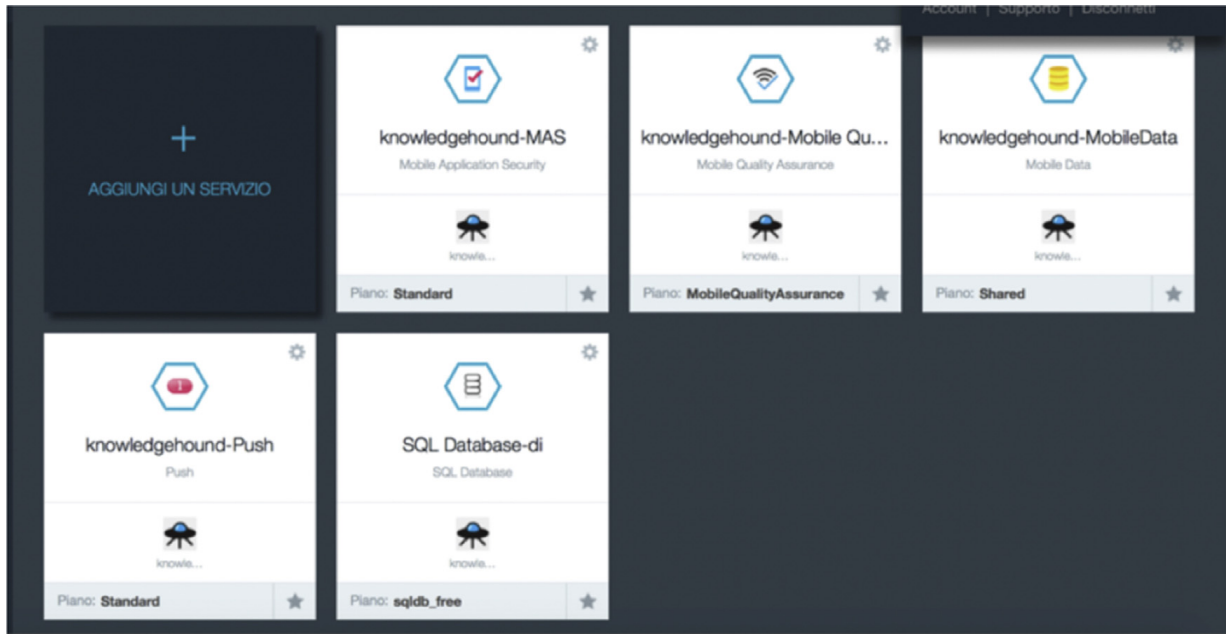 Account | Supporto | Disconnetti
AGGIUNGI UN SERVIZIO
knowledgehound-MAS
Mobile Application Security
knowle...
Piano: Standard
knowledgehound-Mobile Qu...
Mobile Quality Assurance
knowle...
Piano: MobileQualityAssurance
knowledgehound-MobileData
Mobile Data
knowle...
Piano: Shared
1
knowledgehound-Push
Push
knowle...
Piano: Standard
SQL Database-di
SQL Database
knowle...
Piano: sqldb_free